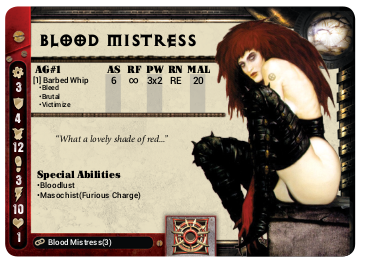 BLOOD MISTRESS
AG#1 AS RF PW RN MAL
[1] Barbed Whip 6 ∞ 3x2 RE
•Bleed
•Brutal
•Victimize
3
4
12
3
10
1
"What a lovely shade of red..."
Special Abilities
•Bloodlust
•Masochist(Furious Charge)
Blood Mistress(3)